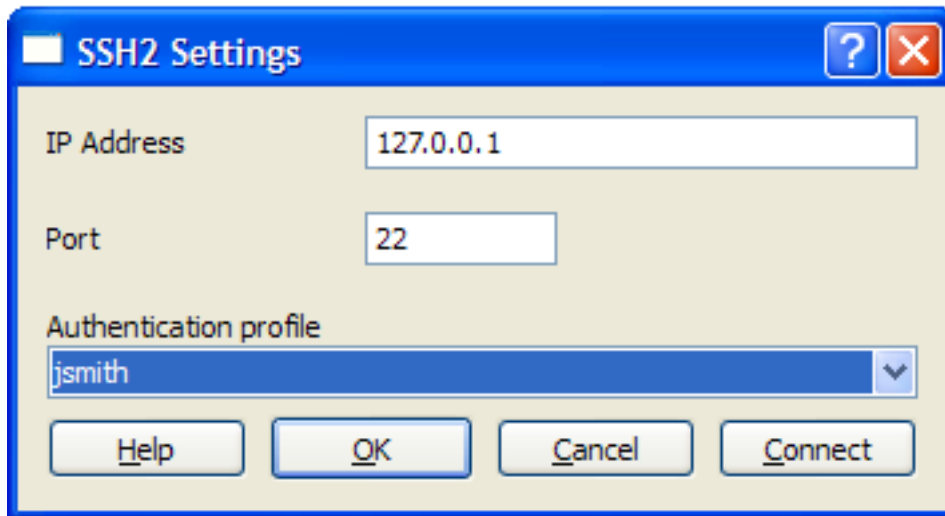 SSH2 Settings
?
IP Address 127.0.0.1
Port 22
Authentication profile
jsmith
Help OK Cancel Connect